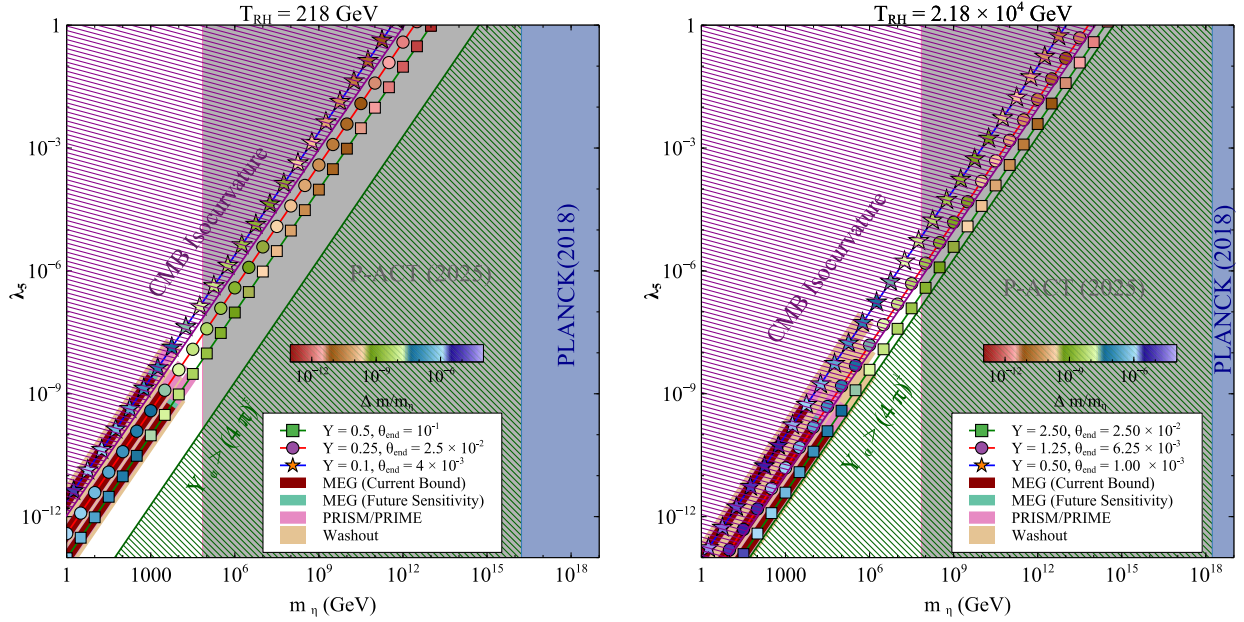 T_RH = 218 GeV
1
10^-3
10^-6
10^-9
10^-12
λ_5
CMB Isocurvature
P-ACT (2025)
PLANCK(2018)
10^-12 10^-9 10^-6
Δ m/m_η
Y = 0.5, θ_end = 10^-1
Y = 0.25, θ_end = 2.5 × 10^-2
Y = 0.1, θ_end = 4 × 10^-3
MEG (Current Bound)
MEG (Future Sensitivity)
PRISM/PRIME
Washout
1 1000 10^6 10^9 10^12 10^15 10^18
m_η (GeV)
T_RH = 2.18 × 10^4 GeV
1
10^-3
10^-6
10^-9
10^-12
λ_5
CMB Isocurvature
P-ACT (2025)
PLANCK (2018)
10^-12 10^-9 10^-6
Δ m/m_η
Y = 2.50, θ_end = 2.50 × 10^-2
Y = 1.25, θ_end = 6.25 × 10^-3
Y = 0.50, θ_end = 1.00 × 10^-3
MEG (Current Bound)
MEG (Future Sensitivity)
PRISM/PRIME
Washout
1 1000 10^6 10^9 10^12 10^15 10^18
m_η (GeV)